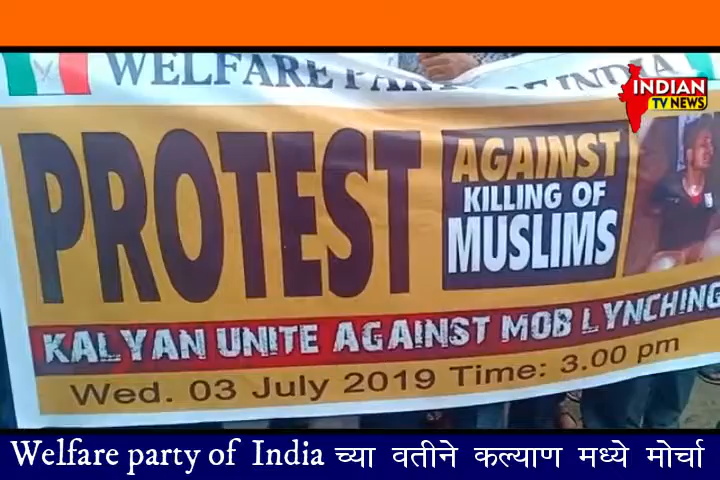 WELFARE PARTY OF INDIA
INDIAN
TV NEWS
PROTEST
AGAINST
KILLING OF
MUSLIMS
KALYAN UNITE AGAINST MOB LYNCHING
Wed. 03 July 2019 Time: 3.00 pm
Welfare party of India च्या वतीने कल्याण मध्ये मोर्चा